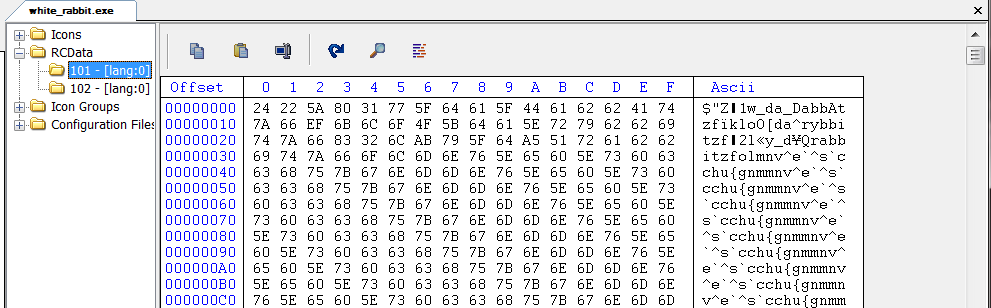 white_rabbit.exe
Icons
RCData
101 - [lang:0]
102 - [lang:0]
Icon Groups
Configuration Files
Offset 0 1 2 3 4 5 6 7 8 9 A B C D E F Ascii
00000000 24 22 5A 80 31 77 5F 64 61 5F 44 61 62 62 41 74 $"Z▮1w_da_DabbAt
00000010 7A 66 EF 6B 6C 6F 4F 5B 64 61 5E 72 79 62 62 69 zfïkloO[da^rybbi
00000020 74 7A 66 83 32 6C AB 79 5F 64 A5 51 72 61 62 62 tzf▮2l«y_d¥Qrabb
00000030 69 74 7A 66 6F 6C 6D 6E 76 5E 65 60 5E 73 60 63 itzfolmnv^e`^s`c
00000040 63 68 75 7B 67 6E 6D 6D 6E 76 5E 65 60 5E 73 60 chu{gnmmnv^e`^s`
00000050 63 63 68 75 7B 67 6E 6D 6D 6E 76 5E 65 60 5E 73 cchu{gnmmnv^e`^s
00000060 60 63 63 68 75 7B 67 6E 6D 6D 6E 76 5E 65 60 5E `cchu{gnmmnv^e`^
00000070 73 60 63 63 68 75 7B 67 6E 6D 6D 6E 76 5E 65 60 s`cchu{gnmmnv^e`
00000080 5E 73 60 63 63 68 75 7B 67 6E 6D 6D 6E 76 5E 65 ^s`cchu{gnmmnv^e
00000090 60 5E 73 60 63 63 68 75 7B 67 6E 6D 6D 6E 76 5E `^s`cchu{gnmmnv^
000000A0 65 60 5E 73 60 63 63 68 75 7B 67 6E 6D 6D 6E 76 e`^s`cchu{gnmmnv
000000B0 5E 65 60 5E 73 60 63 63 68 75 7B 67 6E 6D 6D 6E ^e`^s`cchu{gnmmn
000000C0 76 5E 65 60 5E 73 60 63 63 68 75 7B 67 6E 6D 6D v^e`^s`cchu{gnmm